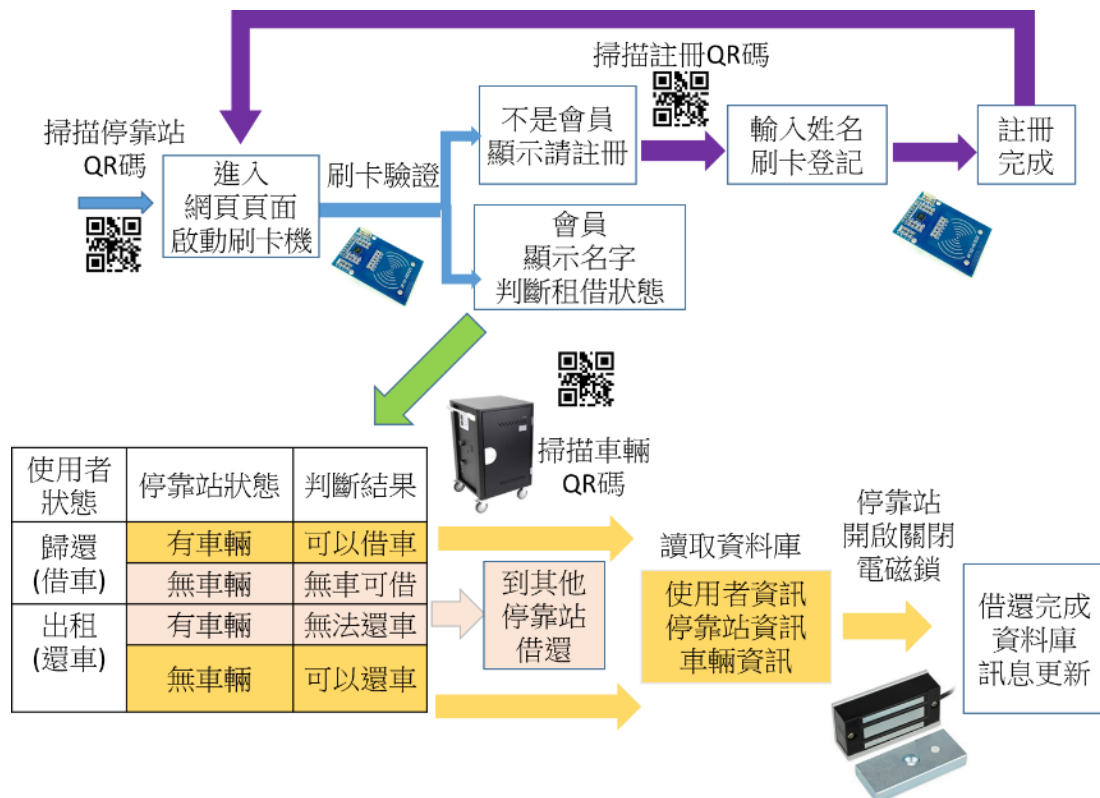 掃描停靠站
QR碼
進入
網頁頁面
啟動刷卡機
刷卡驗證
不是會員
顯示請註冊
掃描註冊QR碼
輸入姓名
刷卡登記
註冊
完成
會員
顯示名字
判斷租借狀態
掃描車輛
QR碼
使用者
狀態
停靠站狀態
判斷結果
歸還
(借車)
有車輛
可以借車
無車輛
無車可借
出租
(還車)
有車輛
無法還車
無車輛
可以還車
到其他
停靠站
借還
讀取資料庫
使用者資訊
停靠站資訊
車輛資訊
停靠站
開啟關閉
電磁鎖
借還完成
資料庫
訊息更新